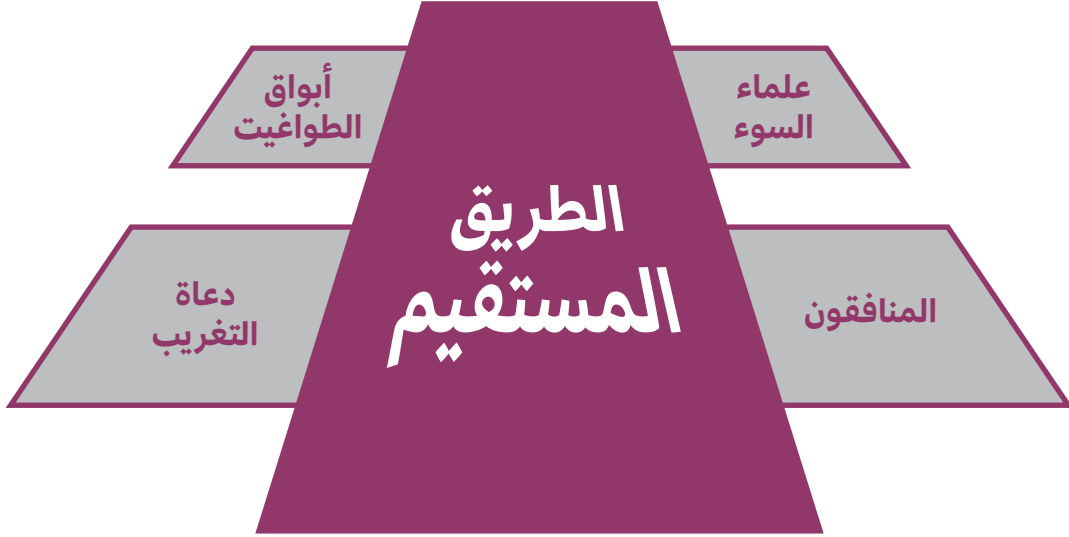 علماء
السوء
أبواق
الطواغيت
الطريق
المستقيم
المنافقون
دعاة
التغريب